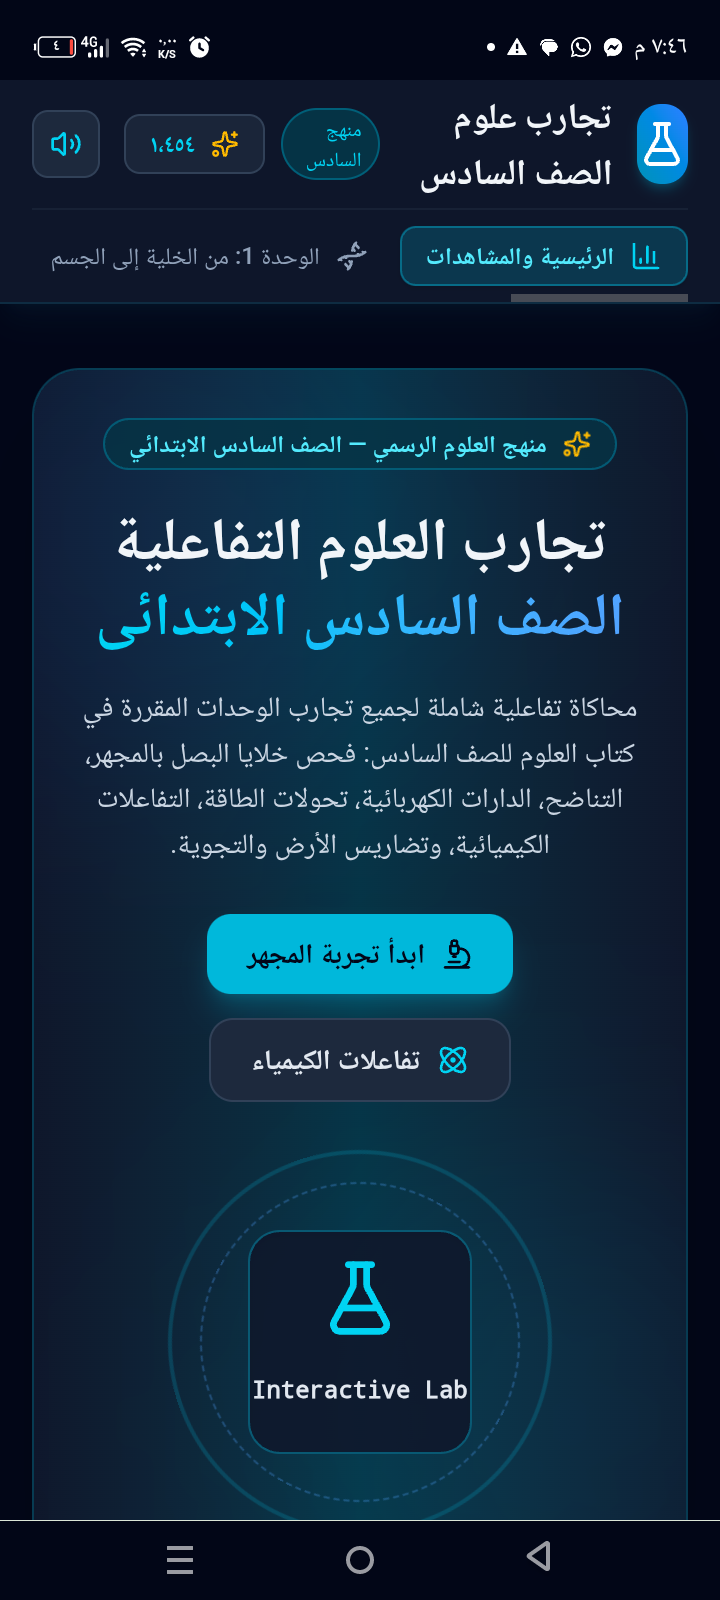 ٧:٤٦ م
K/S
4G
٤
تجارب علوم
الصف السادس
منهج
السادس
١،٤٥٤
الرئيسية والمشاهدات
الوحدة 1: من الخلية إلى الجسم
منهج العلوم الرسمي — الصف السادس الابتدائي
تجارب العلوم التفاعلية
الصف السادس الابتدائى
محاكاة تفاعلية شاملة لجميع تجارب الوحدات المقررة في
كتاب العلوم للصف السادس: فحص خلايا البصل بالمجهر،
التناضح، الدارات الكهربائية، تحولات الطاقة، التفاعلات
الكيميائية، وتضاريس الأرض والتجوية.
ابدأ تجربة المجهر
تفاعلات الكيمياء
Interactive Lab